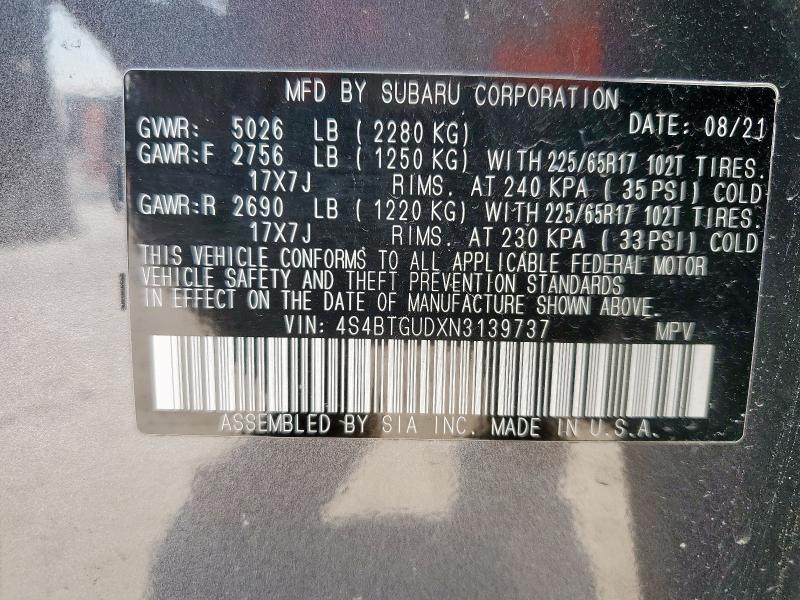 MFD BY SUBARU CORPORATION
GVWR: 5026 LB (2280 KG) DATE: 08/21
GAWR:F 2756 LB (1250 KG) WITH 225/65R17 102T TIRES.
17X7J RIMS. AT 240 KPA (35 PSI) COLD
GAWR:R 2690 LB (1220 KG) WITH 225/65R17 102T TIRES.
17X7J RIMS. AT 230 KPA (33 PSI) COLD
THIS VEHICLE CONFORMS TO ALL APPLICABLE FEDERAL MOTOR
VEHICLE SAFETY AND THEFT PREVENTION STANDARDS
IN EFFECT ON THE DATE OF MANUFACTURE SHOWN ABOVE.
VIN: 4S4BTGUDXN3139737 MPV
ASSEMBLED BY SIA INC. MADE IN U.S.A.